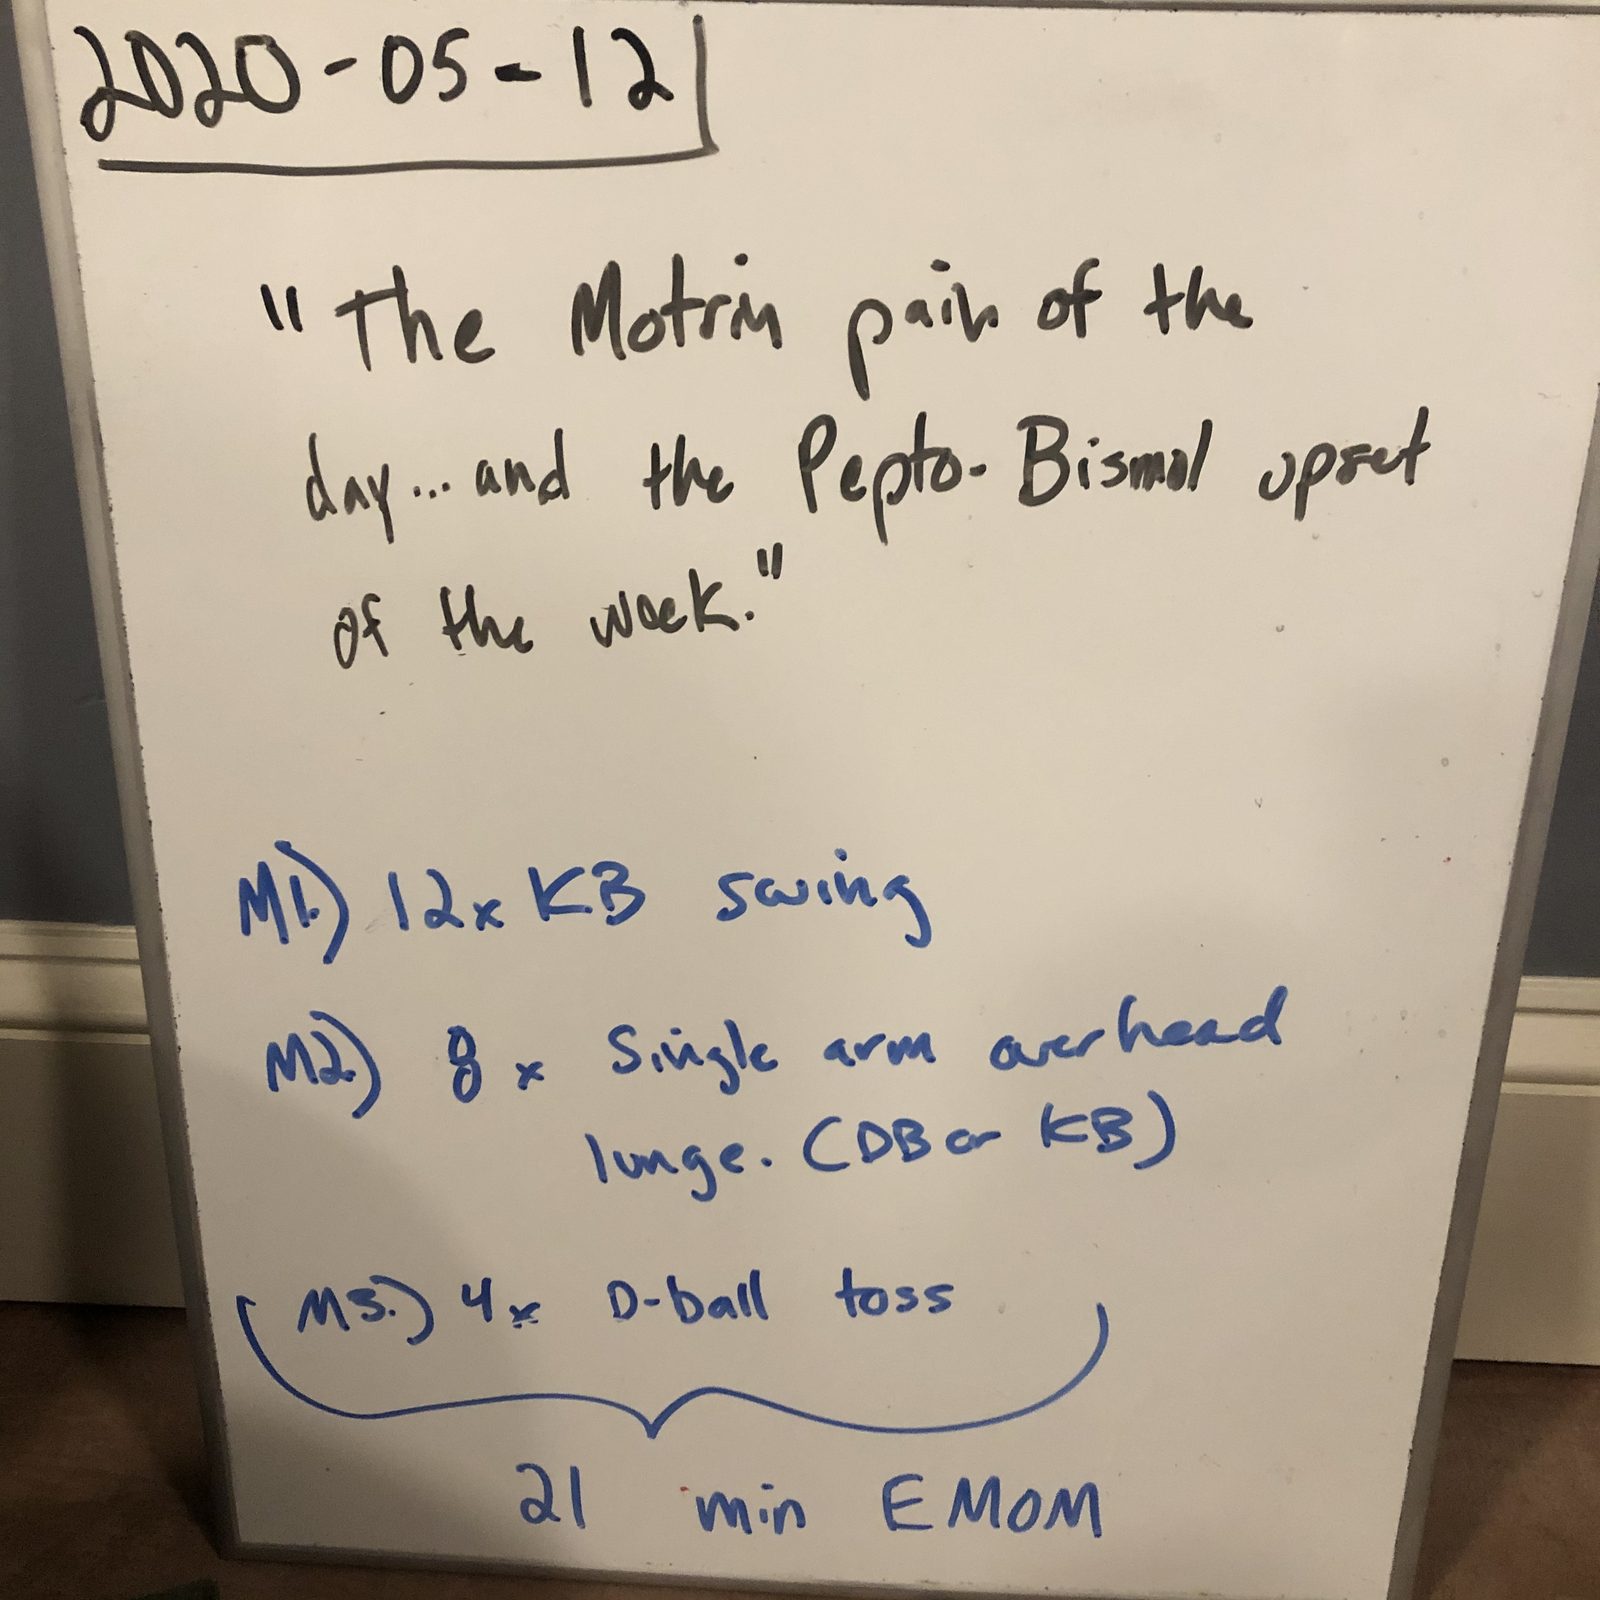 2020-05-12
"The Motrin pain of the
day... and the Pepto-Bismol upset
of the week."
M1.) 12x KB swing
M2.) 8x Single arm overhead
lunge. (DB or KB)
M3.) 4x D-ball toss
21 min EMOM